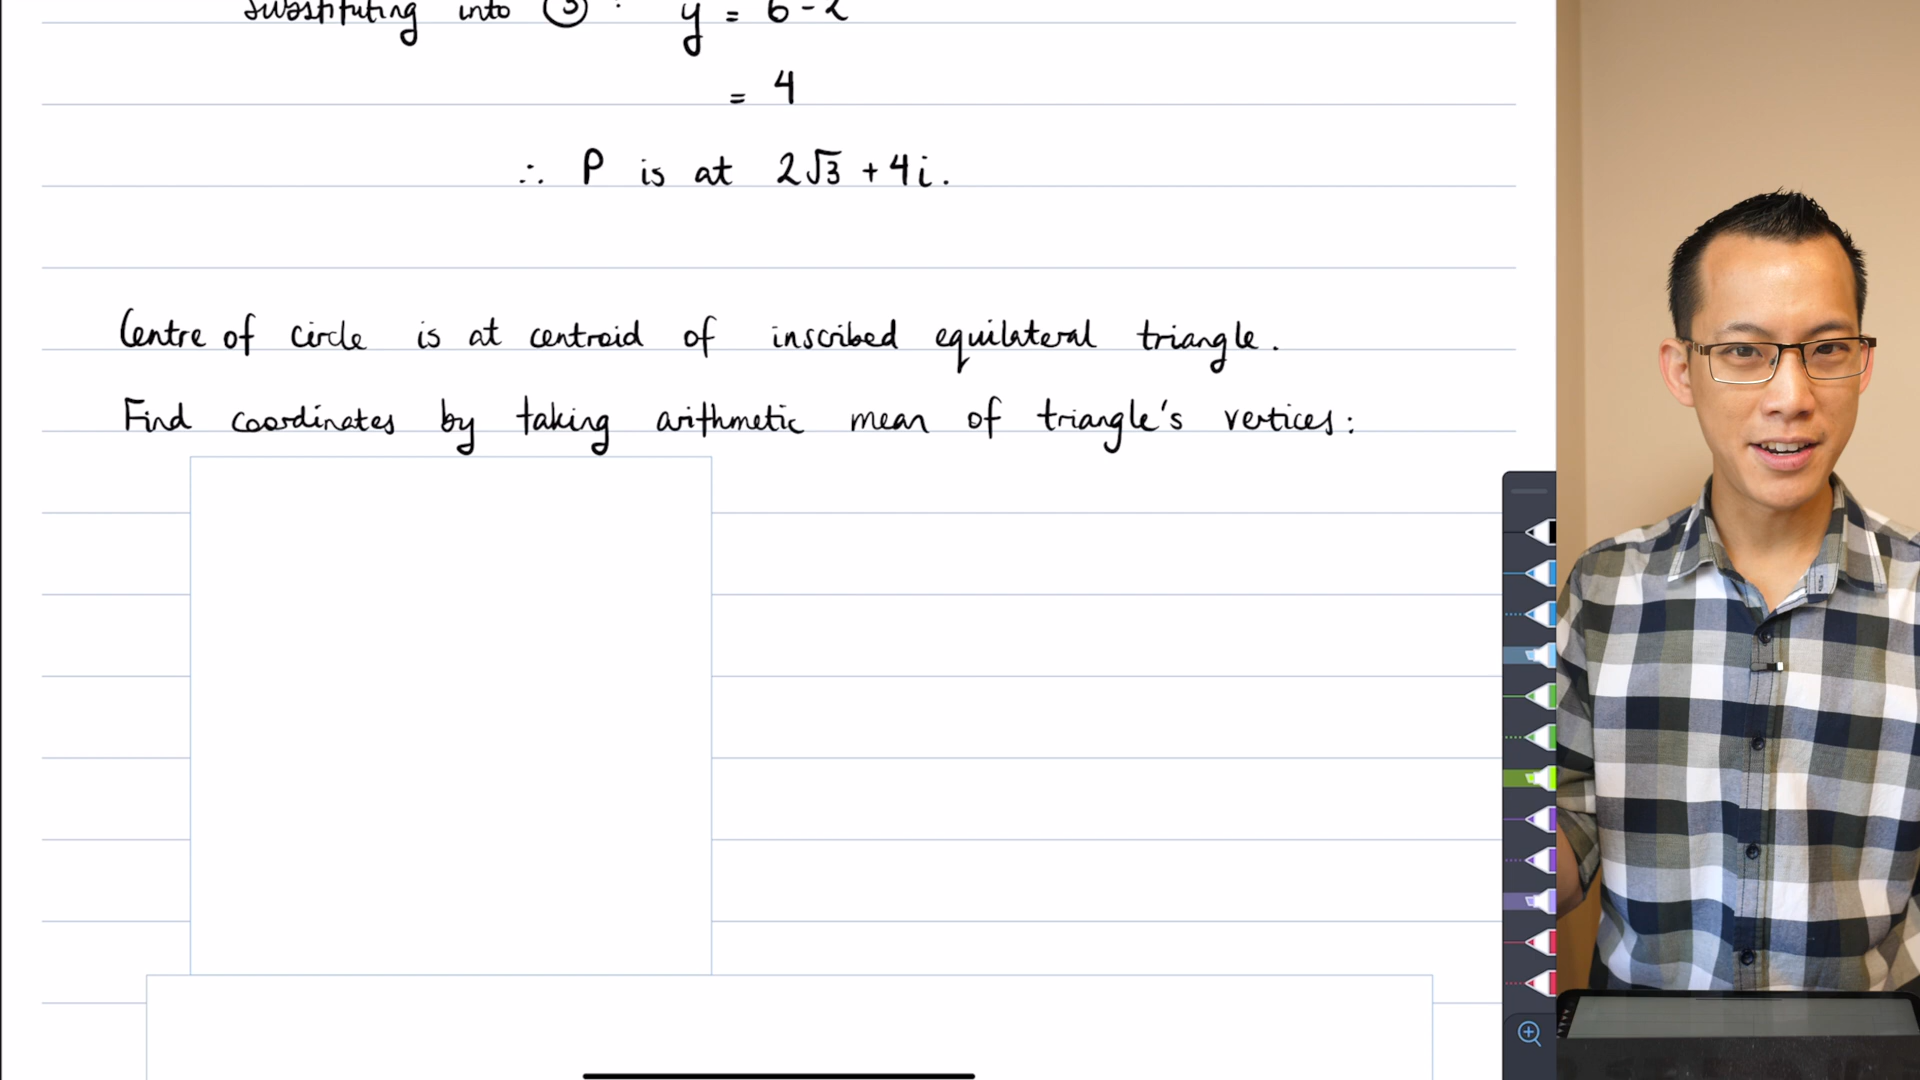 substituting into ③: y = 6 - 2
= 4
∴ P is at 2√3 + 4i.
Centre of circle is at centroid of inscribed equilateral triangle.
Find coordinates by taking arithmetic mean of triangle's vertices: